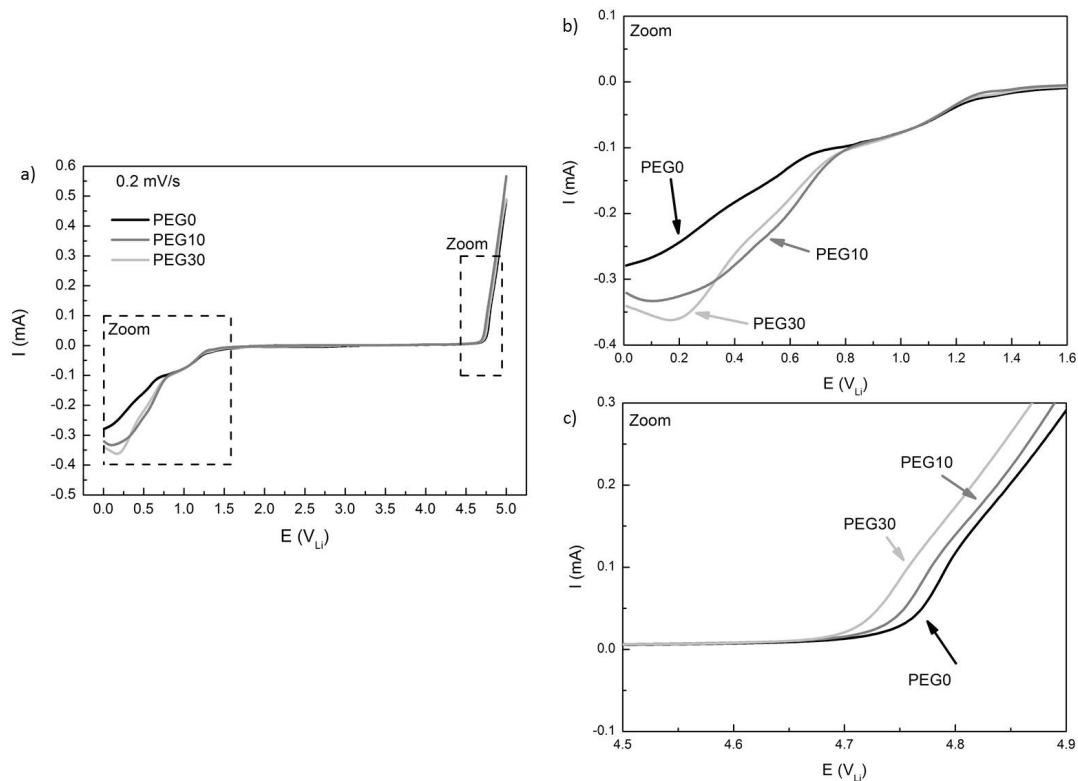 a)
0.2 mV/s
PEG0
PEG10
PEG30
Zoom
Zoom
0.6
0.5
0.4
0.3
0.2
0.1
0.0
-0.1
-0.2
-0.3
-0.4
-0.5
I (mA)
0.0 0.5 1.0 1.5 2.0 2.5 3.0 3.5 4.0 4.5 5.0
E (VLi)
b)
Zoom
0.1
0.0
-0.1
-0.2
-0.3
-0.4
I (mA)
PEG0
PEG10
PEG30
0.0 0.2 0.4 0.6 0.8 1.0 1.2 1.4 1.6
E (VLi)
c)
Zoom
0.3
0.2
0.1
0.0
-0.1
I (mA)
PEG10
PEG30
PEG0
4.5 4.6 4.7 4.8 4.9
E (VLi)